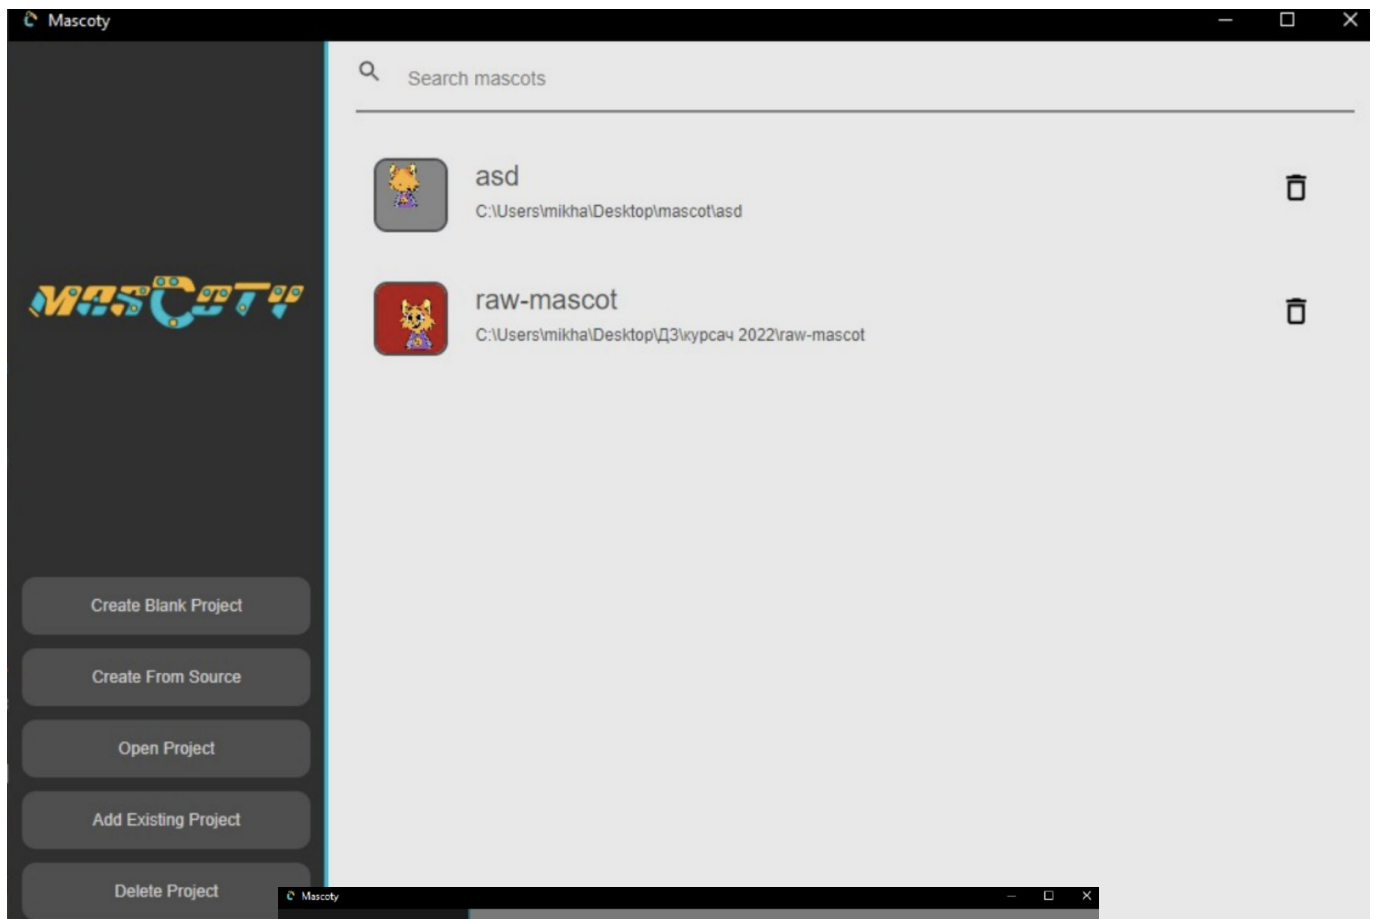 Mascoty
Search mascots
asd
C:\Users\mikha\Desktop\mascot\asd
raw-mascot
C:\Users\mikha\Desktop\ДЗ\курсач 2022\raw-mascot
MASCOTY
Create Blank Project
Create From Source
Open Project
Add Existing Project
Delete Project
Mascoty